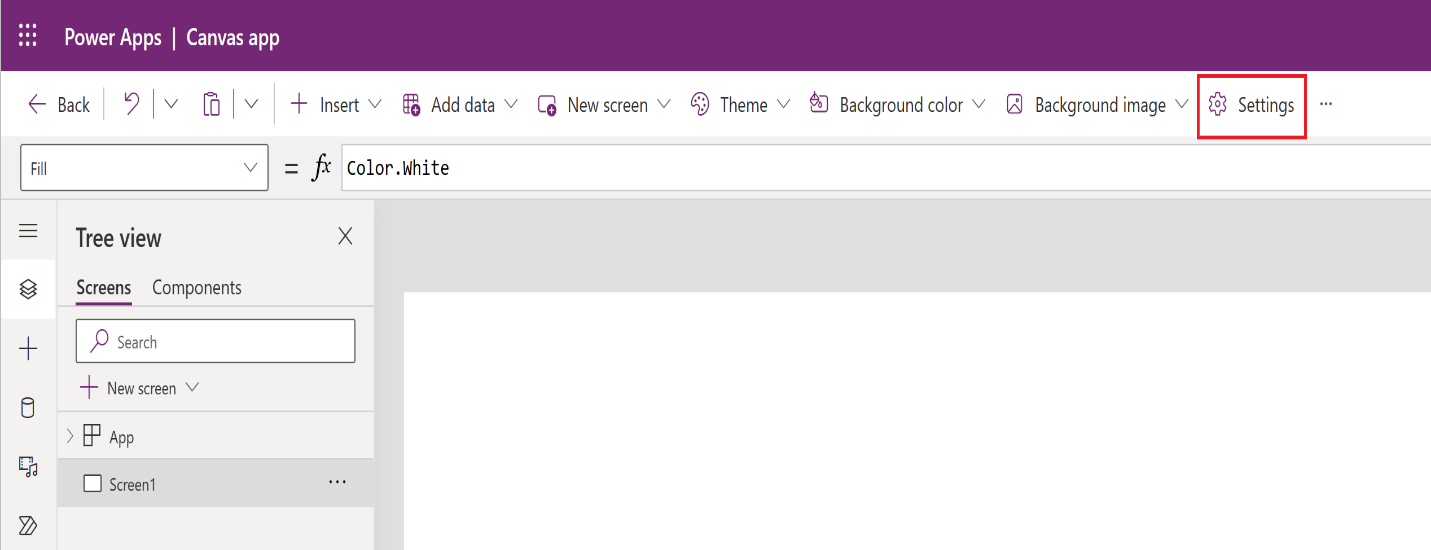 Power Apps | Canvas app
Back Insert Add data New screen Theme Background color Background image Settings ...
Fill = fx Color.White
Tree view
Screens Components
Search
New screen
App
Screen1 ...